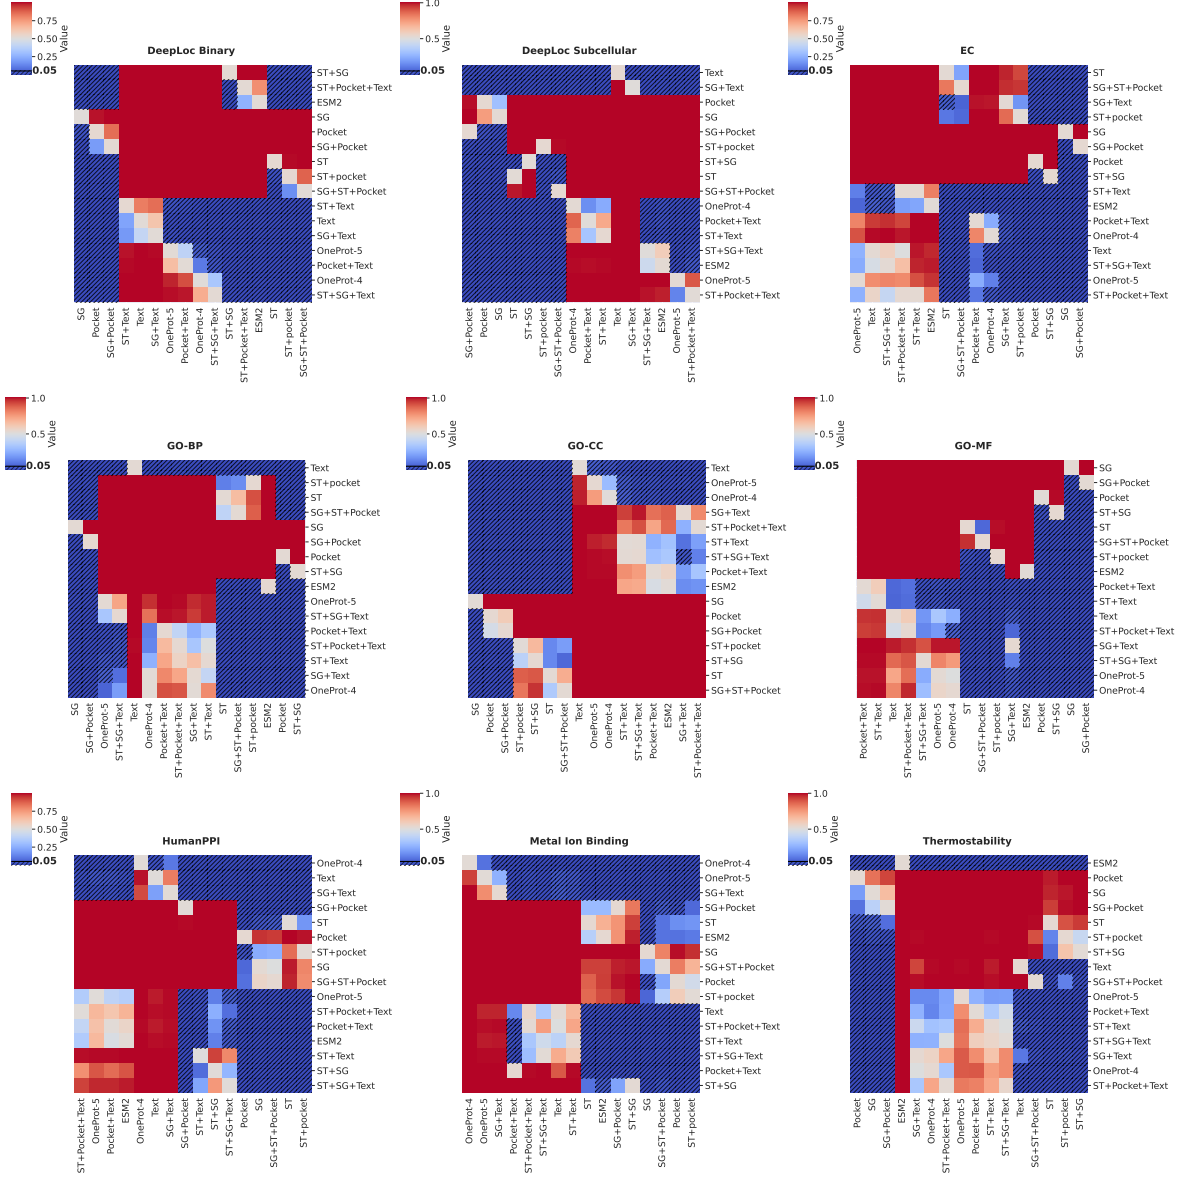 DeepLoc Binary
0.75
0.50
0.25
0.05
Value
ST+SG
ST+Pocket+Text
ESM2
SG
Pocket
SG+Pocket
ST
ST+pocket
SG+ST+Pocket
ST+Text
Text
SG+Text
OneProt-5
Pocket+Text
OneProt-4
ST+SG+Text
SG
Pocket
SG+Pocket
ST+Text
Text
SG+Text
OneProt-5
Pocket+Text
OneProt-4
ST+SG+Text
ST+SG
ST+Pocket+Text
ESM2
ST
ST+pocket
SG+ST+Pocket
DeepLoc Subcellular
1.0
0.5
0.05
Value
Text
SG+Text
Pocket
SG
SG+Pocket
ST+pocket
ST+SG
ST
SG+ST+Pocket
OneProt-4
Pocket+Text
ST+Text
ST+SG+Text
ESM2
OneProt-5
ST+Pocket+Text
SG+Pocket
Pocket
SG
ST
ST+SG
ST+pocket
SG+ST+Pocket
OneProt-4
Pocket+Text
ST+Text
Text
SG+Text
ST+SG+Text
ESM2
OneProt-5
ST+Pocket+Text
EC
0.75
0.50
0.25
0.05
Value
ST
SG+ST+Pocket
SG+Text
ST+pocket
SG
SG+Pocket
Pocket
ST+SG
ST+Text
ESM2
Pocket+Text
OneProt-4
Text
ST+SG+Text
OneProt-5
ST+Pocket+Text
OneProt-5
Text
ST+SG+Text
ST+Pocket+Text
ST+Text
ESM2
ST
SG+ST+Pocket
Pocket+Text
OneProt-4
SG+Text
ST+pocket
Pocket
ST+SG
SG
SG+Pocket
GO-BP
1.0
0.5
0.05
Value
Text
ST+pocket
ST
SG+ST+Pocket
SG
SG+Pocket
Pocket
ST+SG
ESM2
OneProt-5
ST+SG+Text
Pocket+Text
ST+Pocket+Text
ST+Text
SG+Text
OneProt-4
SG
SG+Pocket
OneProt-5
ST+SG+Text
Text
OneProt-4
Pocket+Text
ST+Pocket+Text
SG+Text
ST+Text
ST
SG+ST+Pocket
ST+pocket
ESM2
Pocket
ST+SG
GO-CC
1.0
0.5
0.05
Value
Text
OneProt-5
OneProt-4
SG+Text
ST+Pocket+Text
ST+Text
ST+SG+Text
Pocket+Text
ESM2
SG
Pocket
SG+Pocket
ST+pocket
ST+SG
ST
SG+ST+Pocket
SG
Pocket
SG+Pocket
ST+pocket
ST+SG
ST
SG+ST+Pocket
Text
OneProt-5
OneProt-4
ST+Text
ST+SG+Text
Pocket+Text
ESM2
SG+Text
ST+Pocket+Text
GO-MF
1.0
0.5
0.05
Value
SG
SG+Pocket
Pocket
ST+SG
ST
SG+ST+Pocket
ST+pocket
ESM2
Pocket+Text
ST+Text
Text
ST+Pocket+Text
SG+Text
ST+SG+Text
OneProt-5
OneProt-4
Pocket+Text
ST+Text
Text
ST+Pocket+Text
ST+SG+Text
OneProt-5
OneProt-4
ST
SG+ST+Pocket
ST+pocket
SG+Text
ESM2
Pocket
ST+SG
SG
SG+Pocket
HumanPPI
0.75
0.50
0.25
0.05
Value
OneProt-4
Text
SG+Text
SG+Pocket
ST
Pocket
ST+pocket
SG
SG+ST+Pocket
OneProt-5
ST+Pocket+Text
Pocket+Text
ESM2
ST+Text
ST+SG
ST+SG+Text
ST+Pocket+Text
OneProt-5
Pocket+Text
ESM2
OneProt-4
Text
SG+Text
SG+Pocket
ST+Text
ST+SG
ST+SG+Text
Pocket
SG
SG+ST+Pocket
ST
ST+pocket
Metal Ion Binding
1.0
0.5
0.05
Value
OneProt-4
OneProt-5
SG+Text
SG+Pocket
ST
ESM2
SG
SG+ST+Pocket
Pocket
ST+pocket
Text
ST+Pocket+Text
ST+Text
ST+SG+Text
Pocket+Text
ST+SG
OneProt-4
OneProt-5
SG+Text
Pocket+Text
ST+Pocket+Text
ST+SG+Text
Text
ST+Text
ST
ESM2
SG+Pocket
ST+SG
SG
SG+ST+Pocket
Pocket
ST+pocket
Thermostability
1.0
0.5
0.05
Value
ESM2
Pocket
SG
SG+Pocket
ST
ST+pocket
ST+SG
Text
SG+ST+Pocket
OneProt-5
Pocket+Text
ST+Text
ST+SG+Text
SG+Text
OneProt-4
ST+Pocket+Text
Pocket
SG
SG+Pocket
ESM2
SG+Text
OneProt-4
ST+Pocket+Text
OneProt-5
Pocket+Text
ST+Text
ST+SG+Text
Text
SG+ST+Pocket
ST
ST+pocket
ST+SG